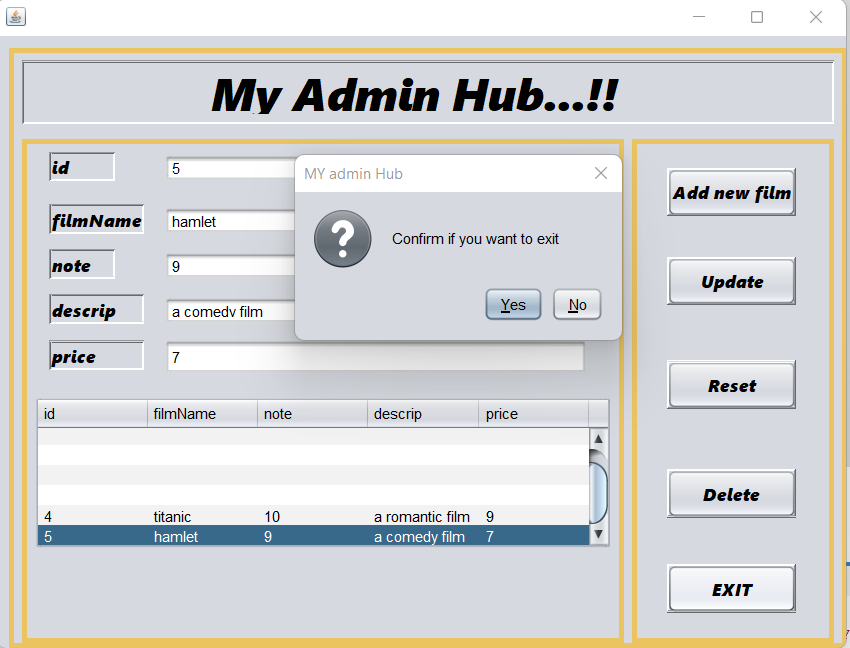 My Admin Hub...!!
id
5
filmName
hamlet
note
9
descrip
a comedy film
price
7
MY admin Hub
Confirm if you want to exit
Yes
No
id filmName note descrip price
4 titanic 10 a romantic film 9
5 hamlet 9 a comedy film 7
Add new film
Update
Reset
Delete
EXIT